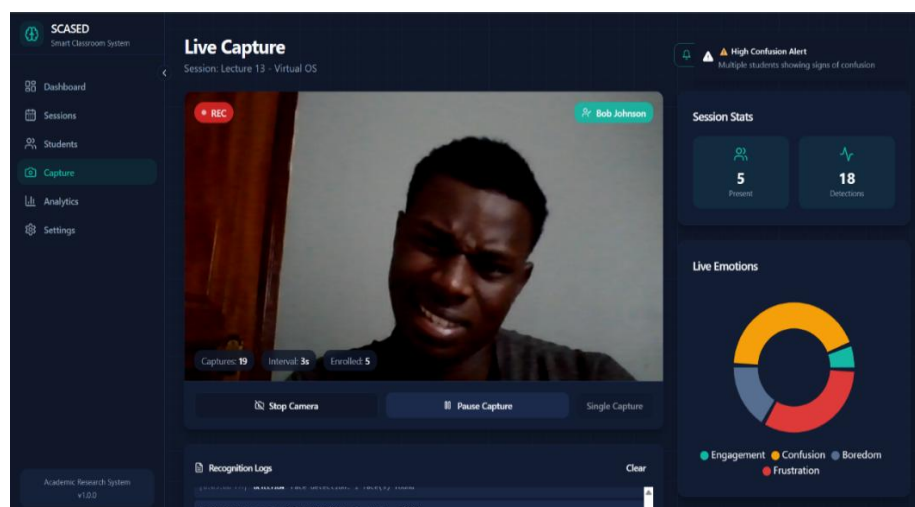 SCASED
Smart Classroom System
Dashboard
Sessions
Students
Capture
Analytics
Settings
Academic Research System
v1.0.0
Live Capture
Session: Lecture 13 - Virtual OS
REC
Bob Johnson
Captures: 19
Interval: 3s
Enrolled: 5
Stop Camera
Pause Capture
Single Capture
Recognition Logs
Clear
High Confusion Alert
Multiple students showing signs of confusion
Session Stats
5
Present
18
Detections
Live Emotions
Engagement
Confusion
Boredom
Frustration